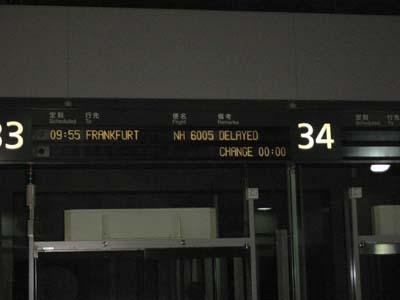 33 定刻 行先 便名 備考 34 定刻 行先
Scheduled To Flight Remarks Scheduled To
09:55 FRANKFURT NH 6005 DELAYED
CHANGE 00:00